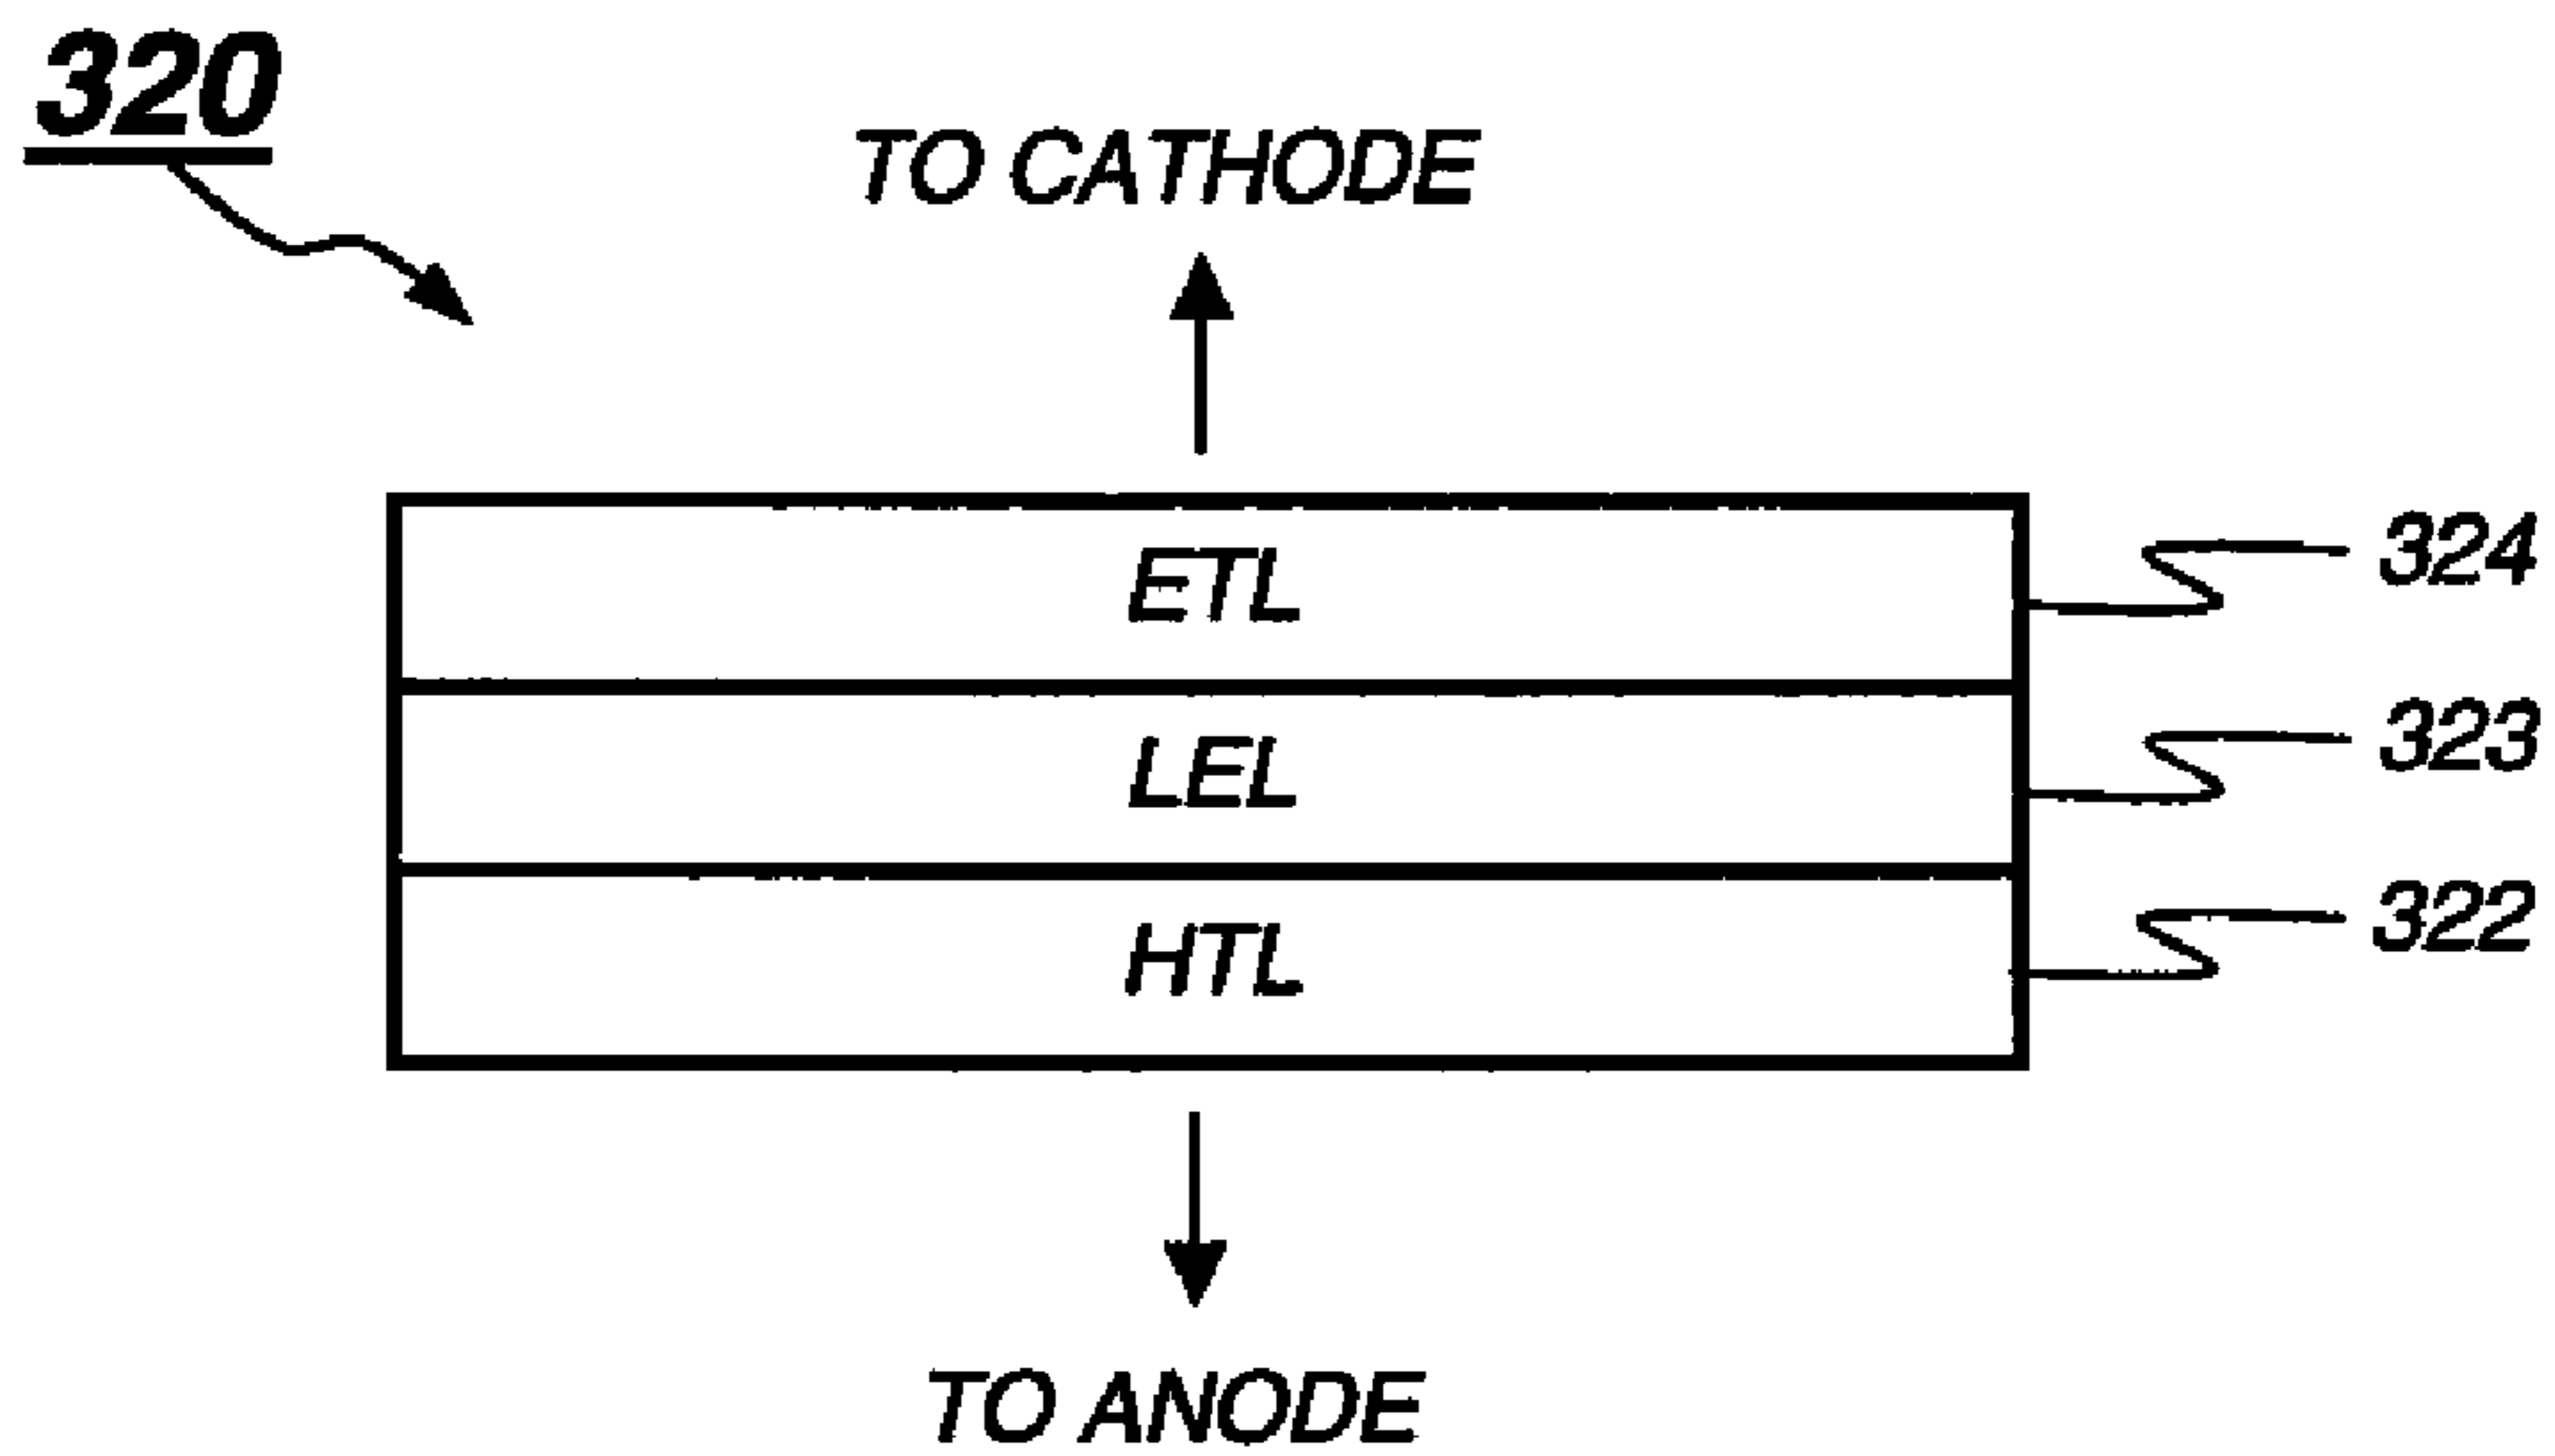 320
TO CATHODE
ETL
324
LEL
323
HTL
322
TO ANODE